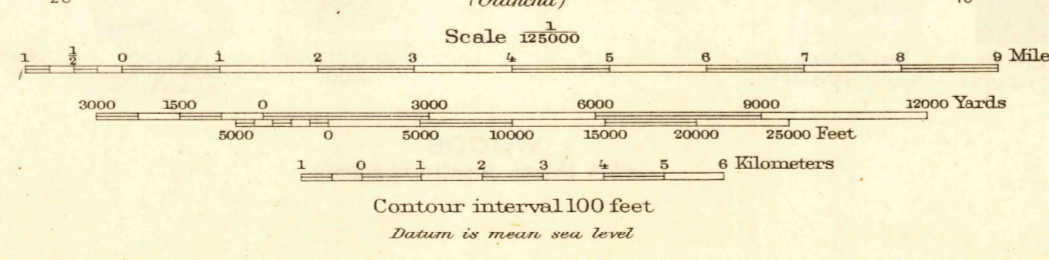 (Olancha)
Scale 1/125000
1 ½ 0 1 2 3 4 5 6 7 8 9 Mile
3000 1500 0 3000 6000 9000 12000 Yards
5000 0 5000 10000 15000 20000 25000 Feet
1 0 1 2 3 4 5 6 Kilometers
Contour interval 100 feet
Datum is mean sea level